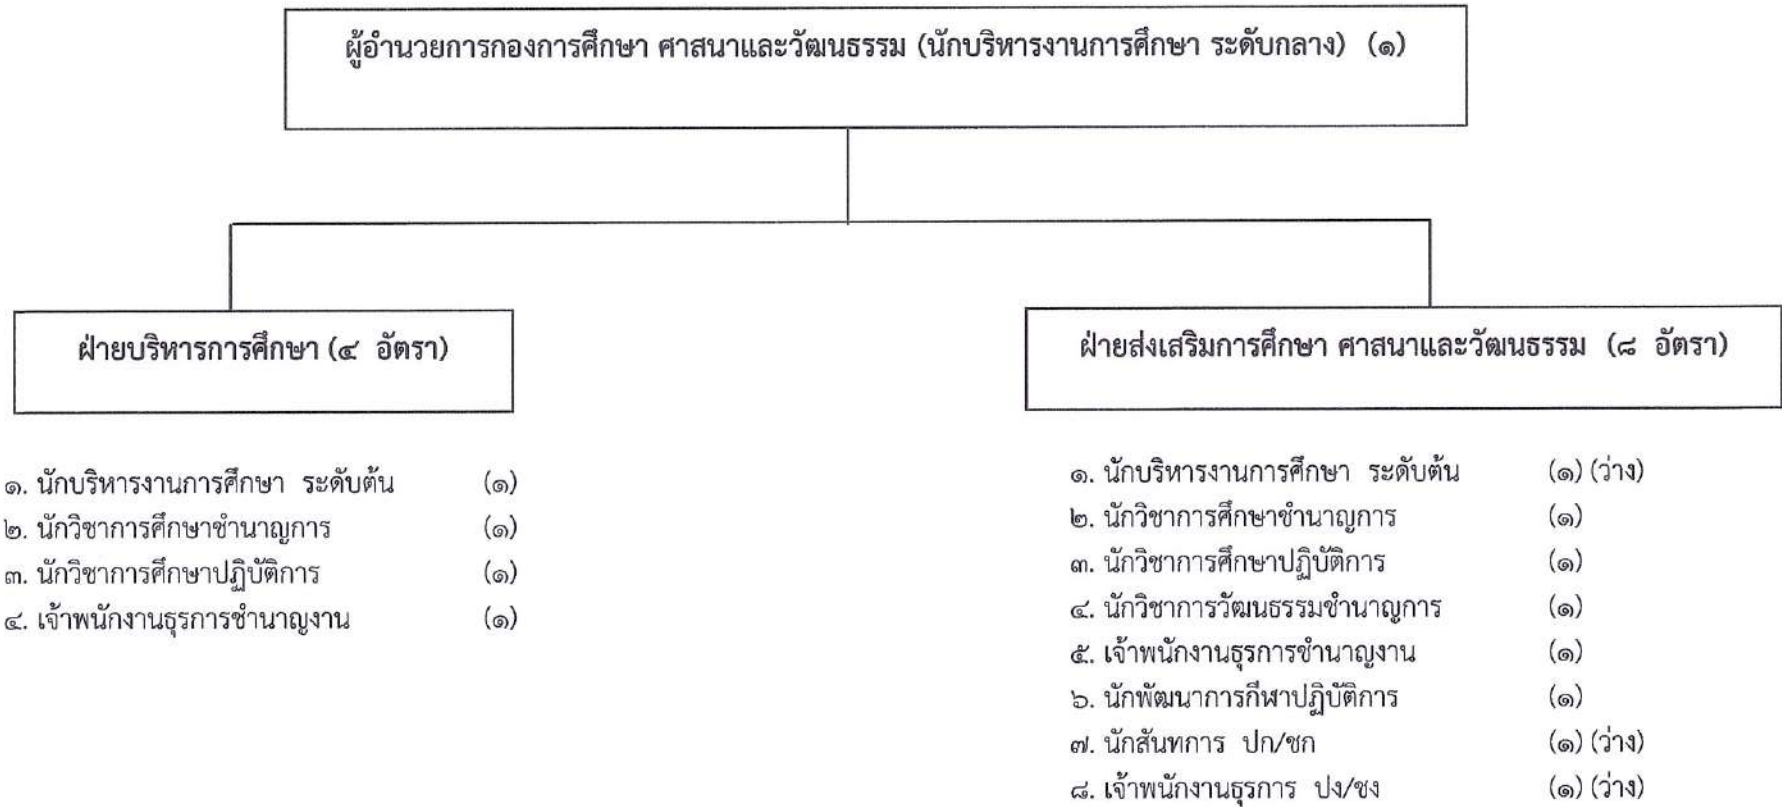 ผู้อำนวยการกองการศึกษา ศาสนาและวัฒนธรรม (นักบริหารงานการศึกษา ระดับกลาง) (๑)
ฝ่ายบริหารการศึกษา (๔ อัตรา)
๑. นักบริหารงานการศึกษา ระดับต้น (๑)
๒. นักวิชาการศึกษาชำนาญการ (๑)
๓. นักวิชาการศึกษาปฏิบัติการ (๑)
๔. เจ้าพนักงานธุรการชำนาญงาน (๑)
ฝ่ายส่งเสริมการศึกษา ศาสนาและวัฒนธรรม (๘ อัตรา)
๑. นักบริหารงานการศึกษา ระดับต้น (๑) (ว่าง)
๒. นักวิชาการศึกษาชำนาญการ (๑)
๓. นักวิชาการศึกษาปฏิบัติการ (๑)
๔. นักวิชาการวัฒนธรรมชำนาญการ (๑)
๕. เจ้าพนักงานธุรการชำนาญงาน (๑)
๖. นักพัฒนาการกีฬาปฏิบัติการ (๑)
๗. นักสันทการ ปก/ชก (๑) (ว่าง)
๘. เจ้าพนักงานธุรการ ปง/ชง (๑) (ว่าง)